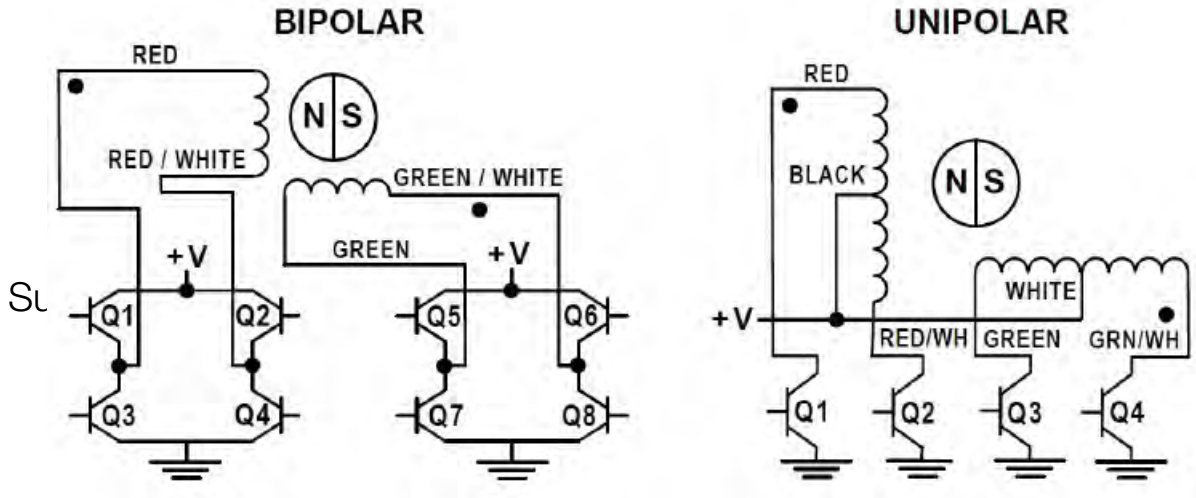 BIPOLAR
RED
N S
RED / WHITE
GREEN / WHITE
GREEN
+V
+V
Su
Q1
Q2
Q5
Q6
Q3
Q4
Q7
Q8
UNIPOLAR
RED
BLACK
N S
WHITE
+V
RED/WH
GREEN
GRN/WH
Q1
Q2
Q3
Q4